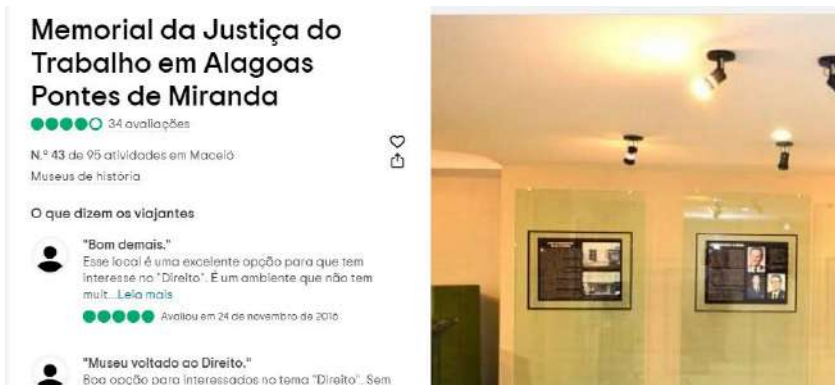 Memorial da Justiça do
Trabalho em Alagoas
Pontes de Miranda
34 avaliações
N.º 43 de 95 atividades em Maceió
Museus de história
O que dizem os viajantes
"Bom demais."
Esse local é uma excelente opção para que tem
interesse no "Direito". É um ambiente que não tem
muit...Leia mais
Avaliou em 24 de novembro de 2016
"Museu voltado ao Direito."
Boa opção para interessados no tema "Direito". Sem